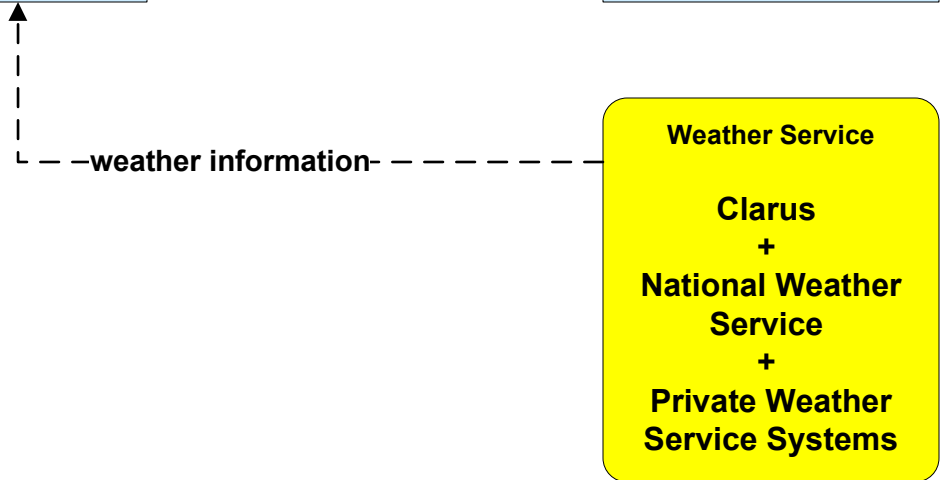 Weather Service
weather information
Clarus
+
National Weather
Service
+
Private Weather
Service Systems